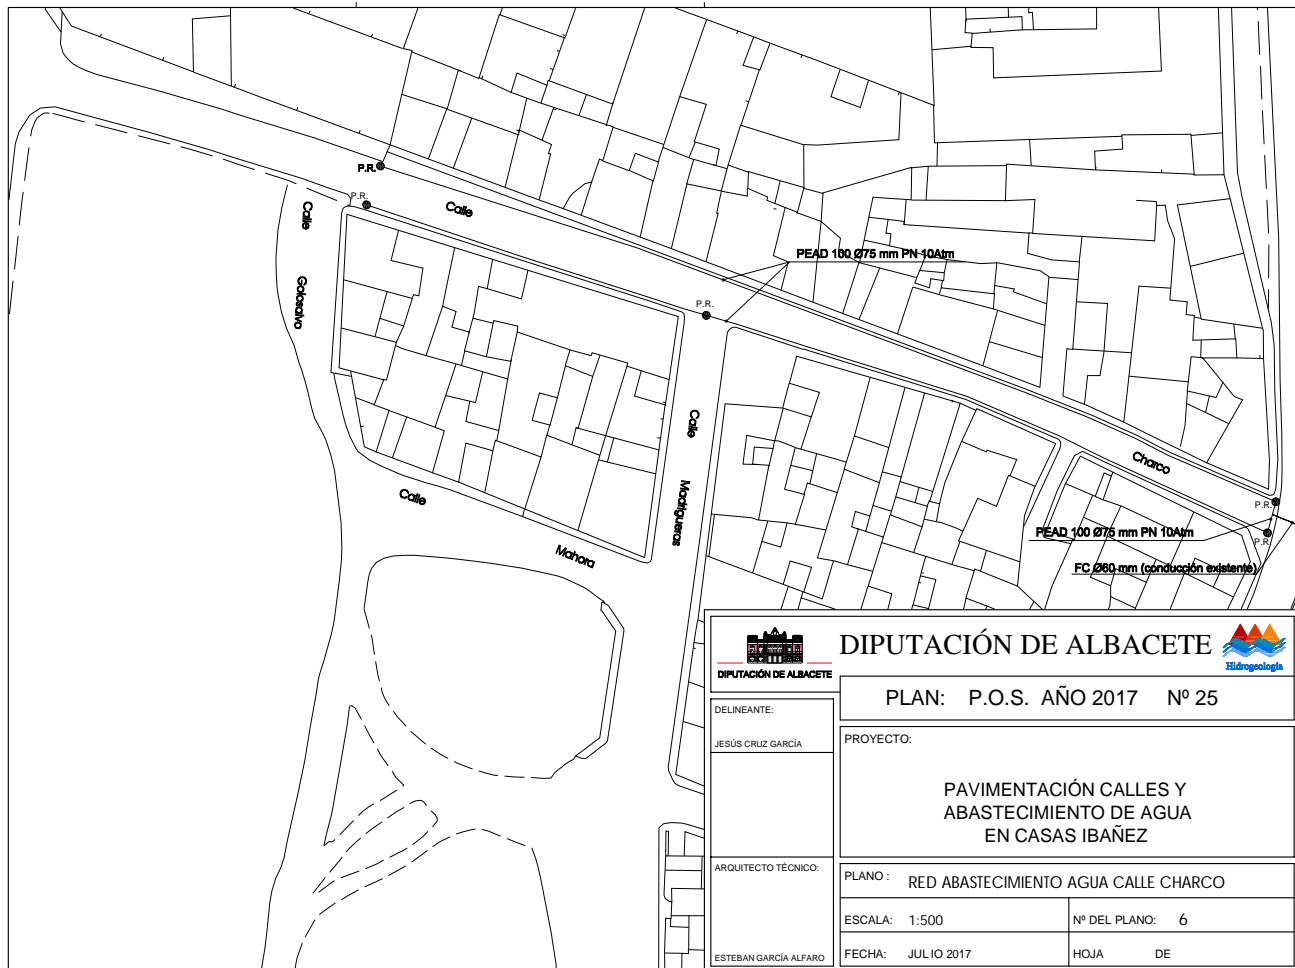 P.R.
P.R.
Calle
Calle
Golosalvo
PEAD 100 Ø75 mm PN 10Atm
P.R.
Calle
Madrigueras
Charco
Calle
Mahora
P.R.
PEAD 100 Ø75 mm PN 10Atm
P.R.
FC Ø60 mm (conducción existente)
DIPUTACIÓN DE ALBACETE
DIPUTACIÓN DE ALBACETE
Hidrogeología
PLAN: P.O.S. AÑO 2017 Nº 25
DELINEANTE:
JESÚS CRUZ GARCÍA
PROYECTO:
PAVIMENTACIÓN CALLES Y
ABASTECIMIENTO DE AGUA
EN CASAS IBAÑEZ
ARQUITECTO TÉCNICO:
ESTEBAN GARCÍA ALFARO
PLANO : RED ABASTECIMIENTO AGUA CALLE CHARCO
ESCALA: 1:500
Nº DEL PLANO: 6
FECHA: JULIO 2017
HOJA DE